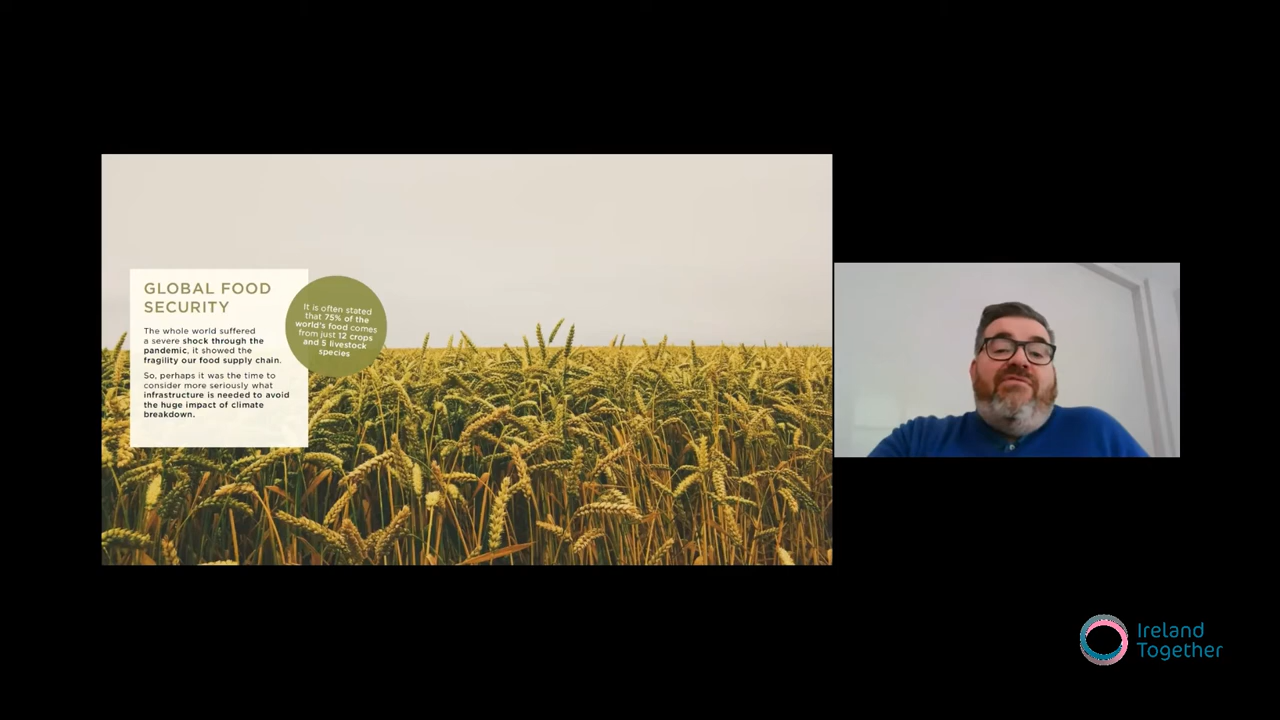 GLOBAL FOOD
SECURITY
The whole world suffered
a severe shock through the
pandemic, it showed the
fragility our food supply chain.
So, perhaps it was the time to
consider more seriously what
infrastructure is needed to avoid
the huge impact of climate
breakdown.
It is often stated
that 75% of the
world's food comes
from just 12 crops
and 5 livestock
species
Ireland
Together